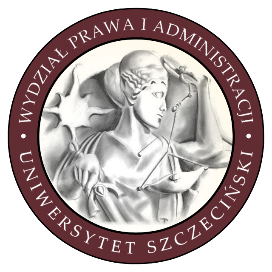 WYDZIAŁ PRAWA I ADMINISTRACJI
UNIWERSYTET SZCZECIŃSKI